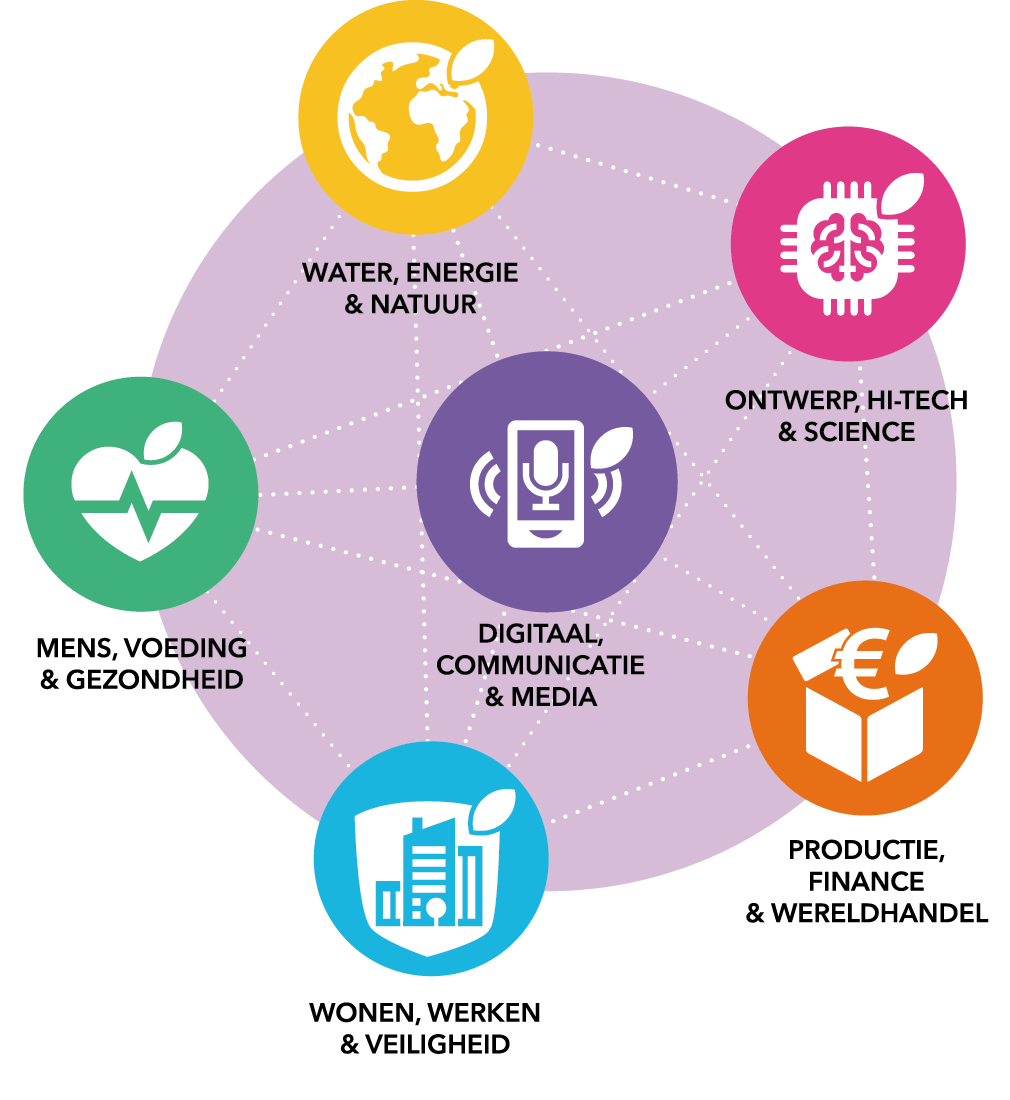 WATER, ENERGIE
& NATUUR
ONTWERP, HI-TECH
& SCIENCE
MENS, VOEDING
& GEZONDHEID
DIGITAAL,
COMMUNICATIE
& MEDIA
€
PRODUCTIE,
FINANCE
& WERELDHANDEL
WONEN, WERKEN
& VEILIGHEID